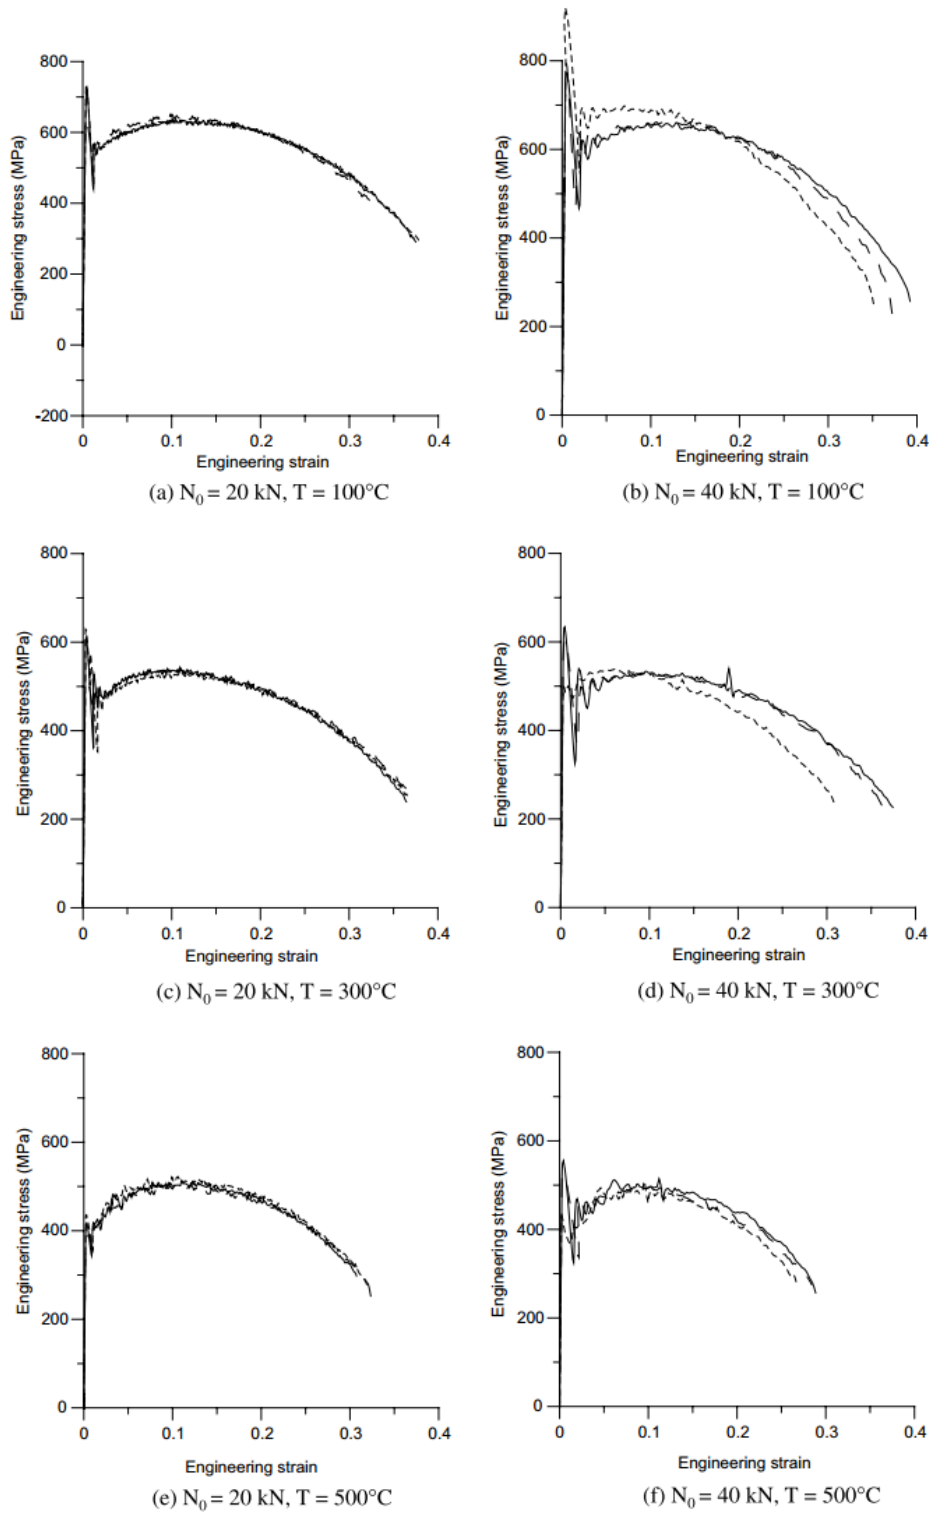 800
600
400
200
0
-200
Engineering stress (MPa)
0 0.1 0.2 0.3 0.4
Engineering strain
(a) N₀ = 20 kN, T = 100°C
800
600
400
200
0
Engineering stress (MPa)
0 0.1 0.2 0.3 0.4
Engineering strain
(b) N₀ = 40 kN, T = 100°C
800
600
400
200
0
Engineering stress (MPa)
0 0.1 0.2 0.3 0.4
Engineering strain
(c) N₀ = 20 kN, T = 300°C
800
600
400
200
0
Engineering stress (MPa)
0 0.1 0.2 0.3 0.4
Engineering strain
(d) N₀ = 40 kN, T = 300°C
800
600
400
200
0
Engineering stress (MPa)
0 0.1 0.2 0.3 0.4
Engineering strain
(e) N₀ = 20 kN, T = 500°C
800
600
400
200
0
Engineering stress (MPa)
0 0.1 0.2 0.3 0.4
Engineering strain
(f) N₀ = 40 kN, T = 500°C